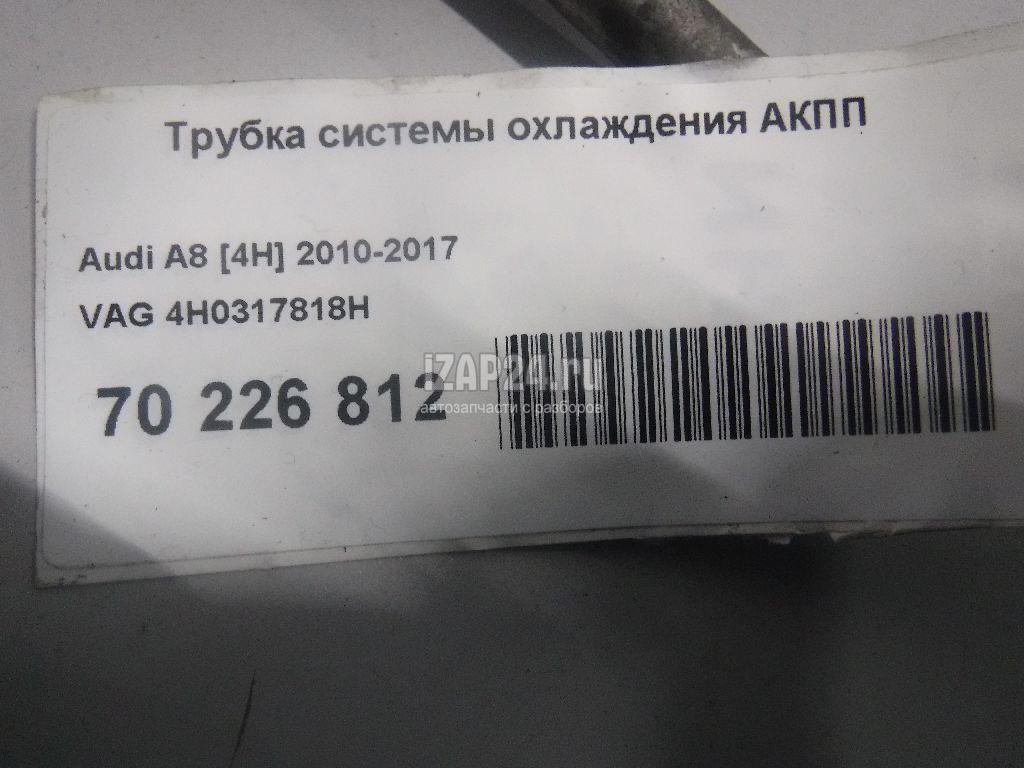 Трубка системы охлаждения АКПП
Audi A8 [4H] 2010-2017
VAG 4H0317818H
70 226 812
iZAP24.ru
автозапчасти с разборов